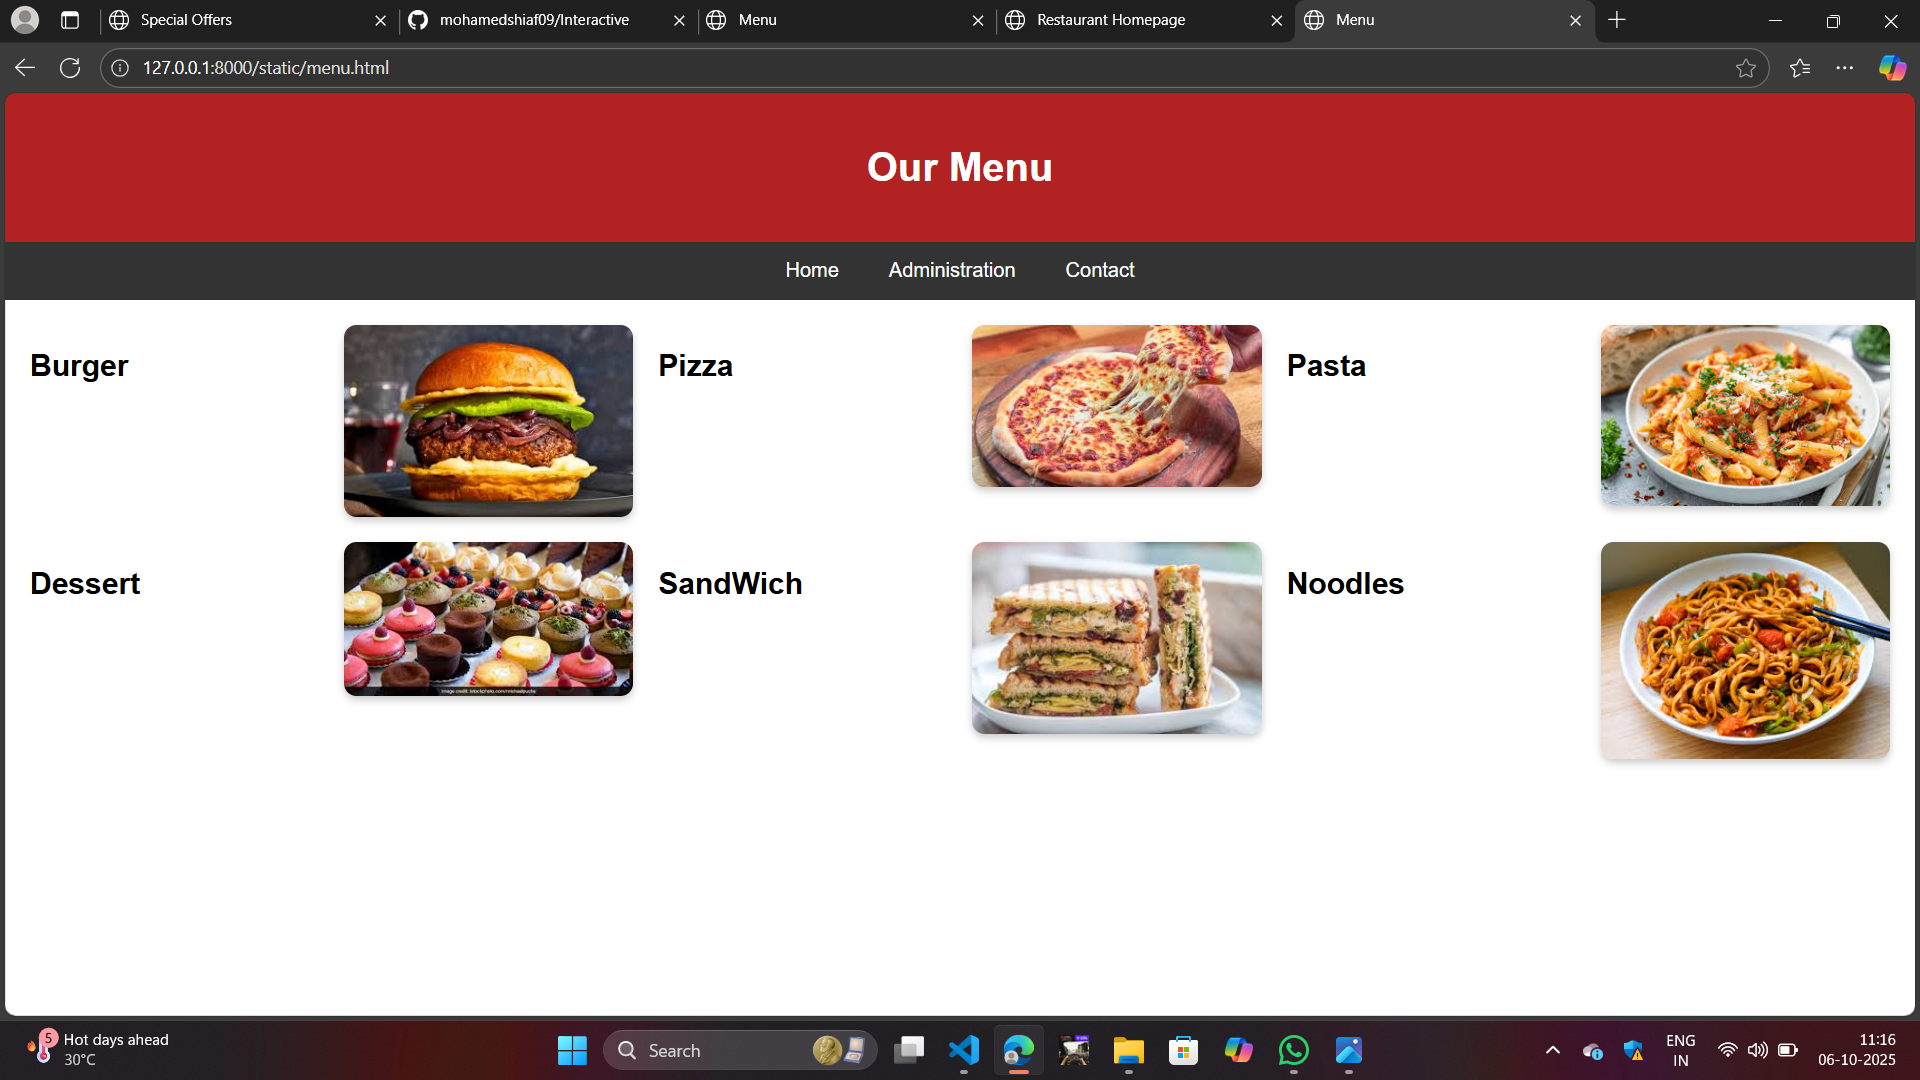 Special Offers
mohamedshiaf09/Interactive
Menu
Restaurant Homepage
Menu
127.0.0.1:8000/static/menu.html
Our Menu
Home Administration Contact
Burger
Pizza
Pasta
Dessert
SandWich
Noodles
5
Hot days ahead
30°C
Search
ENG
IN
11:16
06-10-2025